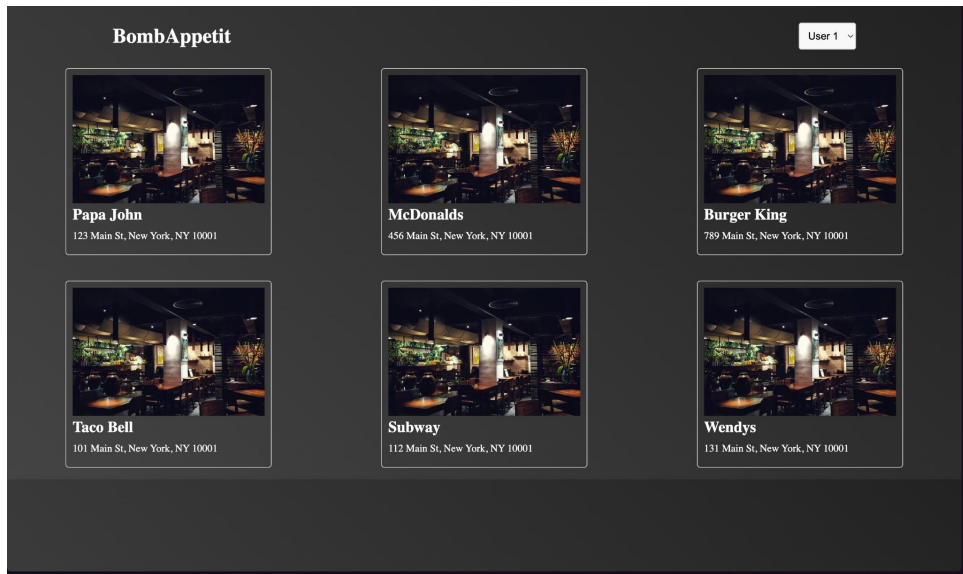 BombAppetit
User 1
Papa John
123 Main St, New York, NY 10001
McDonalds
456 Main St, New York, NY 10001
Burger King
789 Main St, New York, NY 10001
Taco Bell
101 Main St, New York, NY 10001
Subway
112 Main St, New York, NY 10001
Wendys
131 Main St, New York, NY 10001